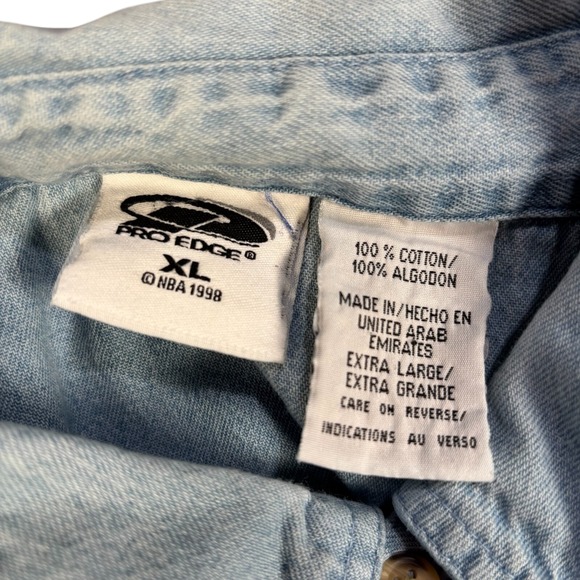 PRO EDGE®
XL
© NBA 1998
100 % COTTON/
100% ALGODON
MADE IN/HECHO EN
UNITED ARAB
EMIRATES
EXTRA LARGE/
EXTRA GRANDE
CARE ON REVERSE/
INDICATIONS AU VERSO